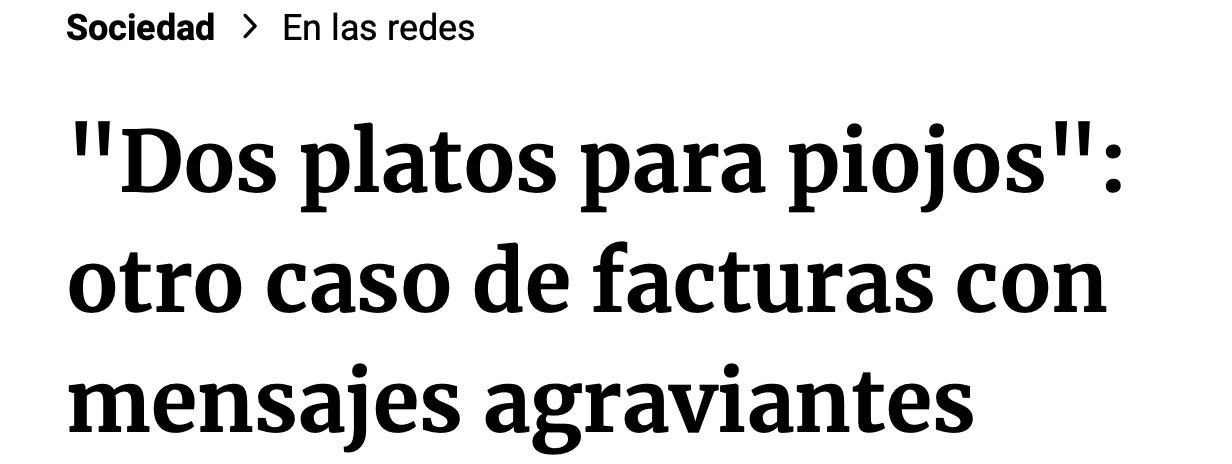 Sociedad > En las redes
"Dos platos para piojos":
otro caso de facturas con
mensajes agraviantes